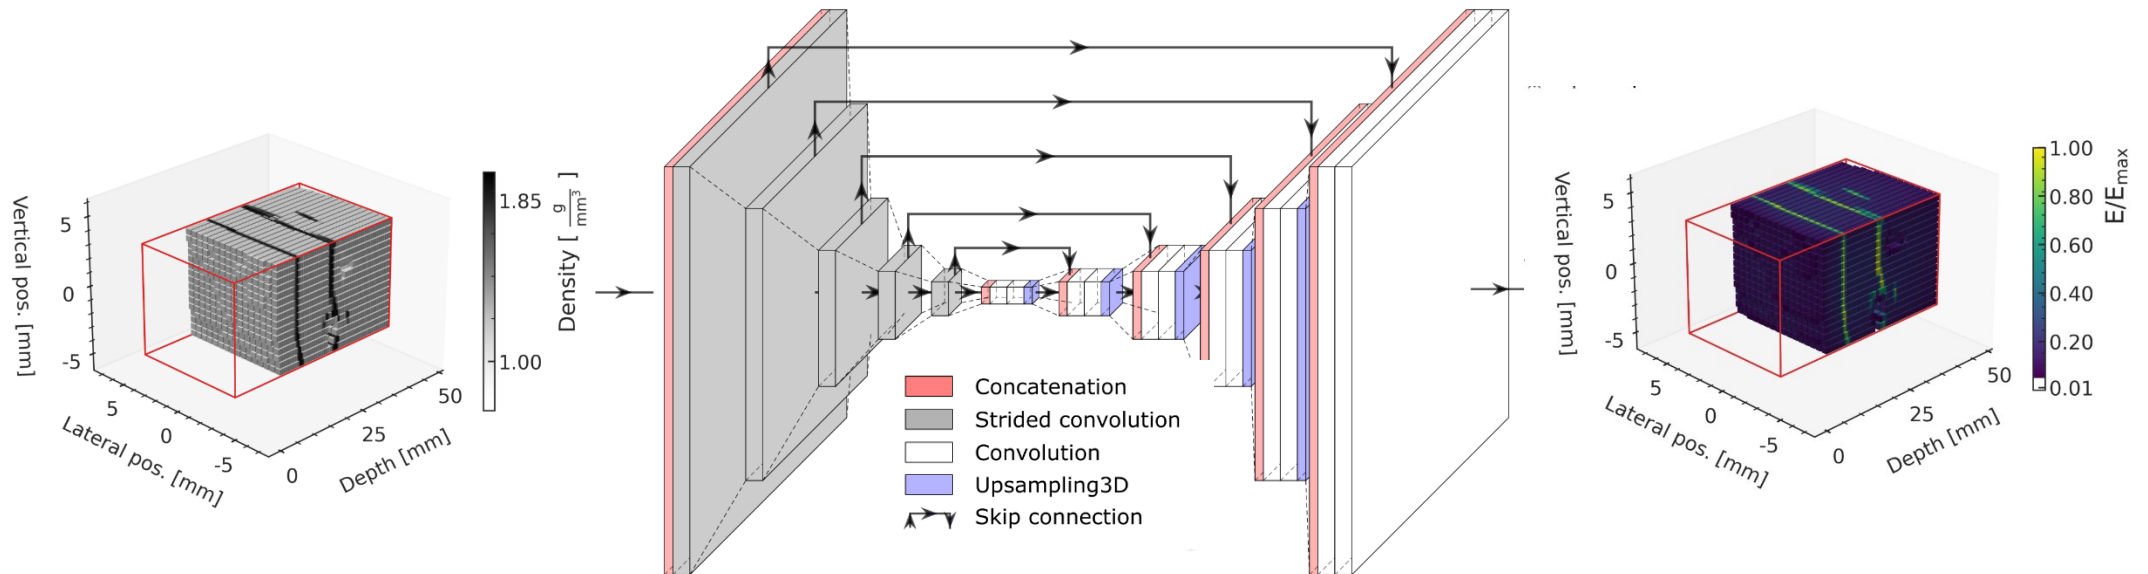 Vertical pos. [mm]
5
0
-5
5
0
-5
Lateral pos. [mm]
0
25
50
Depth [mm]
1.85
1.00
Density [ g/mm³ ]
Concatenation
Strided convolution
Convolution
Upsampling3D
Skip connection
Vertical pos. [mm]
5
0
-5
5
0
-5
Lateral pos. [mm]
0
25
50
Depth [mm]
1.00
0.80
0.60
0.40
0.20
0.01
E/Emax